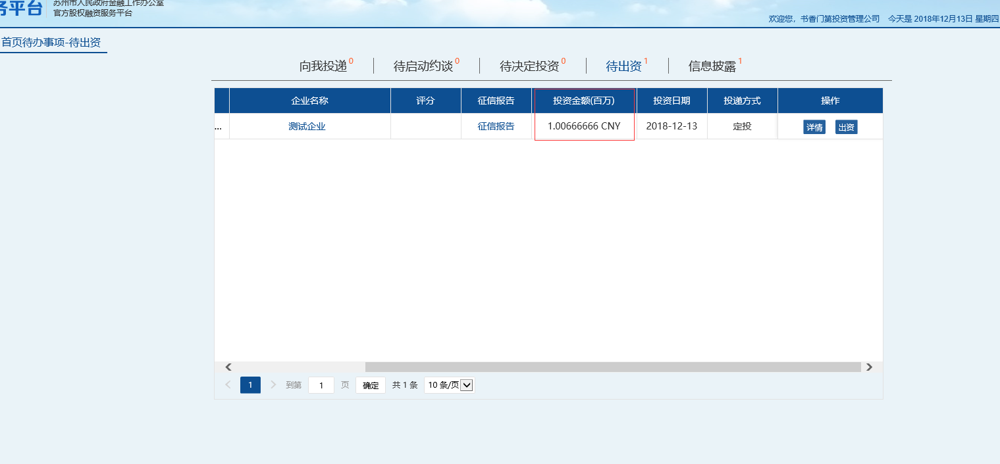 务平台
苏州市人民政府金融工作办公室
官方股权融资服务平台
欢迎您，书香门第投资管理公司 今天是 2018年12月13日 星期四
首页待办事项-待出资
向我投递0 待启动约谈0 待决定投资0 待出资1 信息披露1
企业名称 评分 征信报告 投资金额(百万) 投资日期 投递方式 操作
... 测试企业 征信报告 1.00666666 CNY 2018-12-13 定投 详情 出资
1 到第 1 页 确定 共 1 条 10 条/页